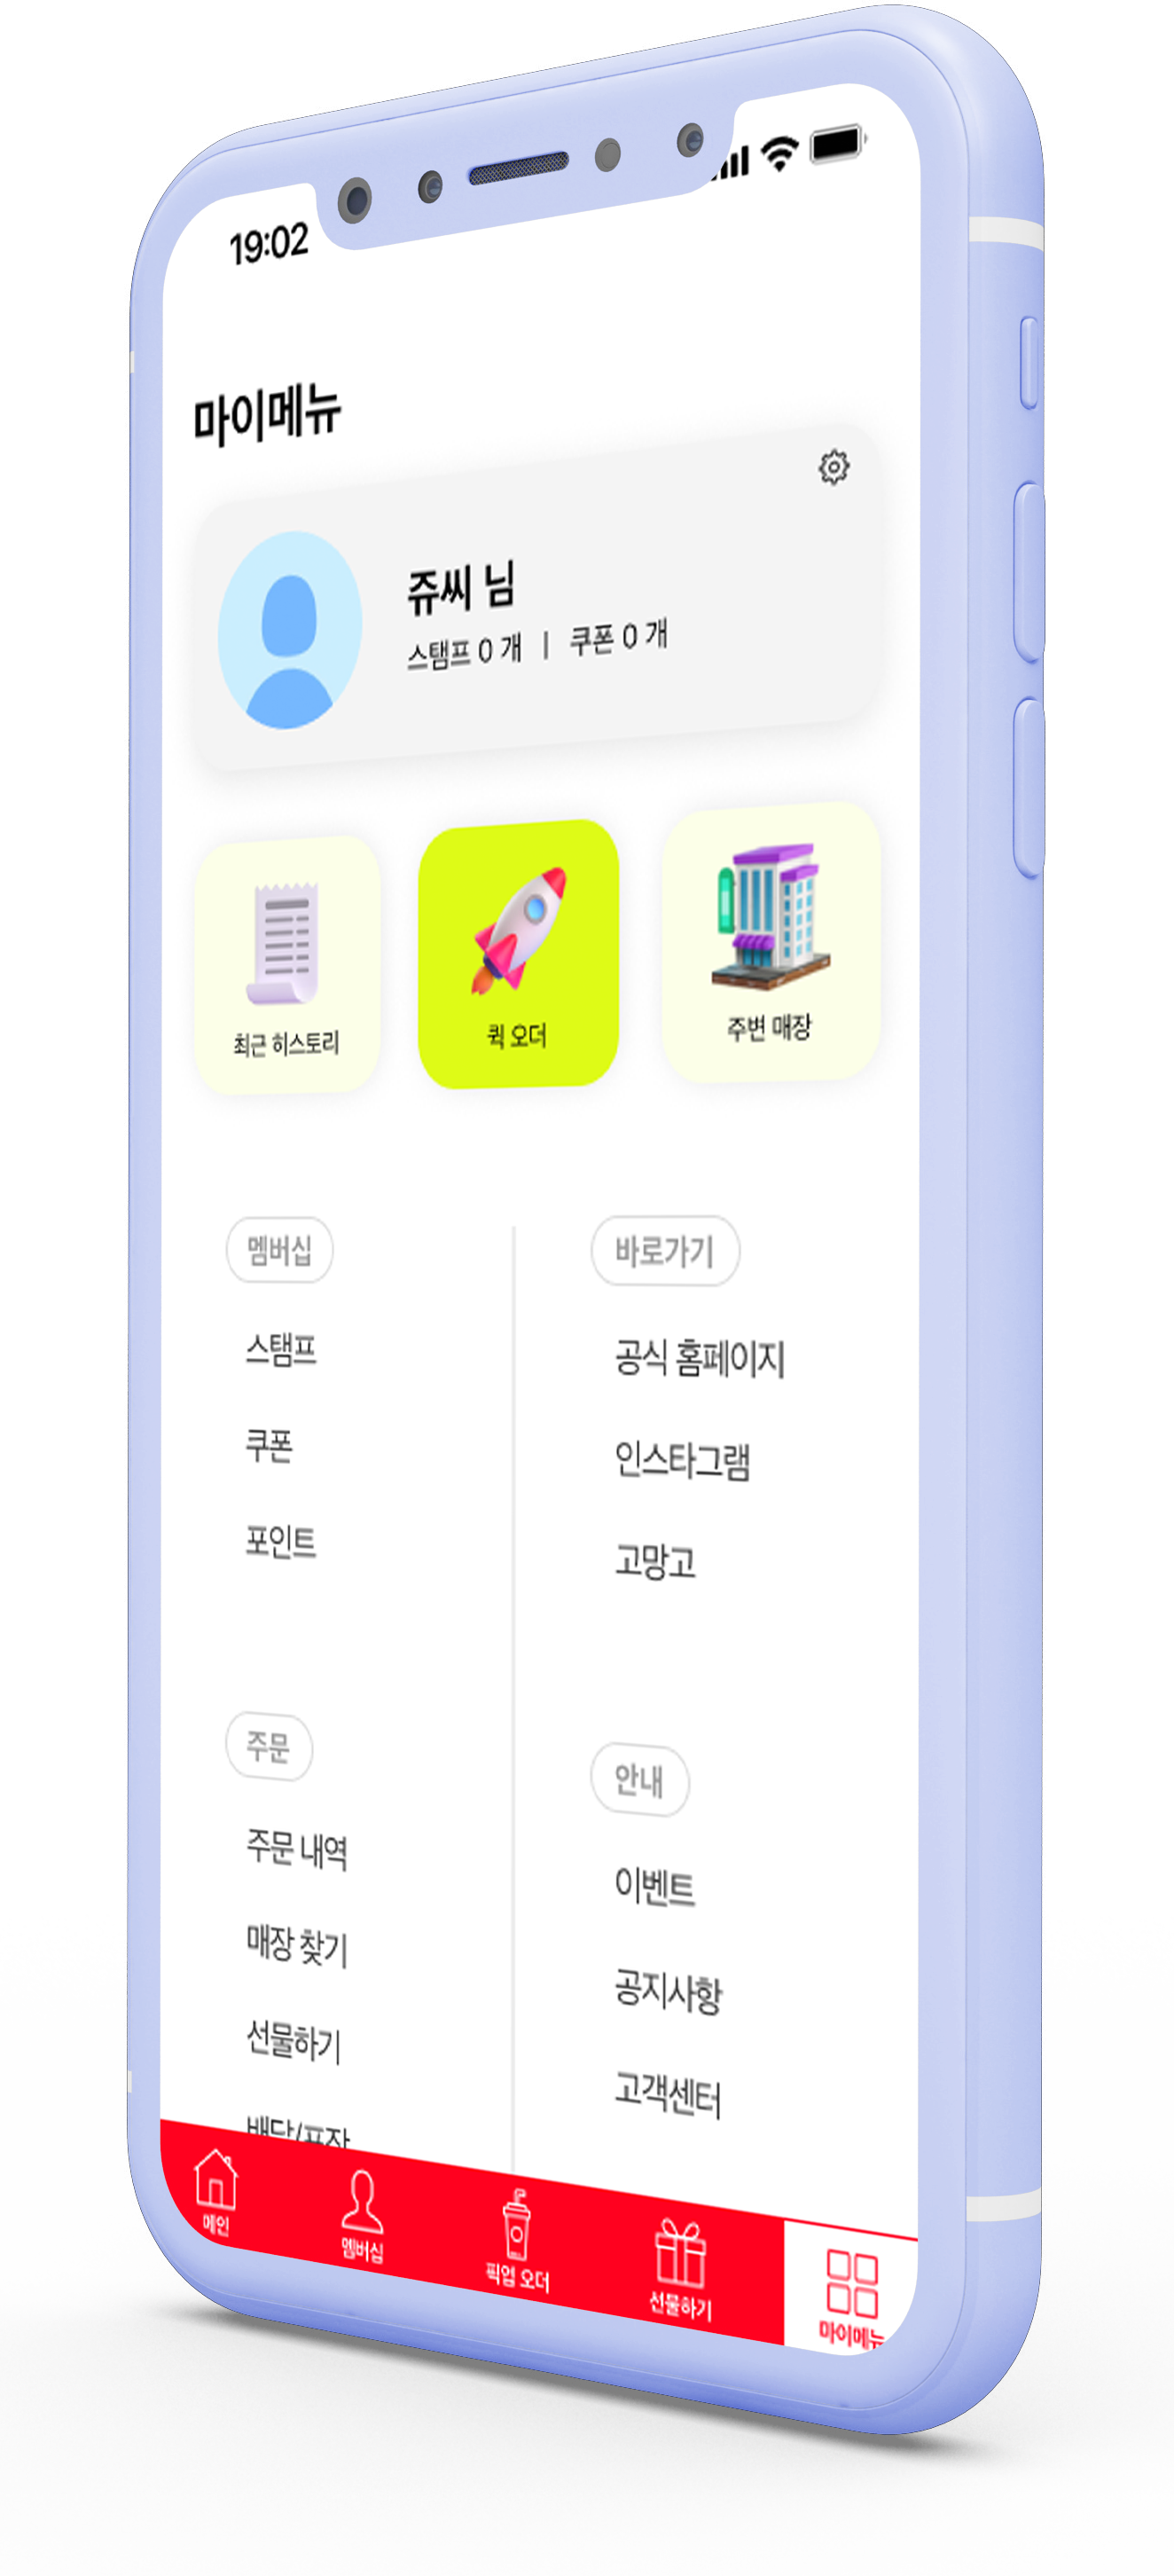 19:02
마이메뉴
쥬씨 님
스탬프 0 개 | 쿠폰 0 개
최근 히스토리
퀵 오더
주변 매장
멤버십
스탬프
쿠폰
포인트
바로가기
공식 홈페이지
인스타그램
고망고
주문
주문 내역
매장 찾기
선물하기
배달/포장
안내
이벤트
공지사항
고객센터
메인
멤버십
픽업 오더
선물하기
마이메뉴